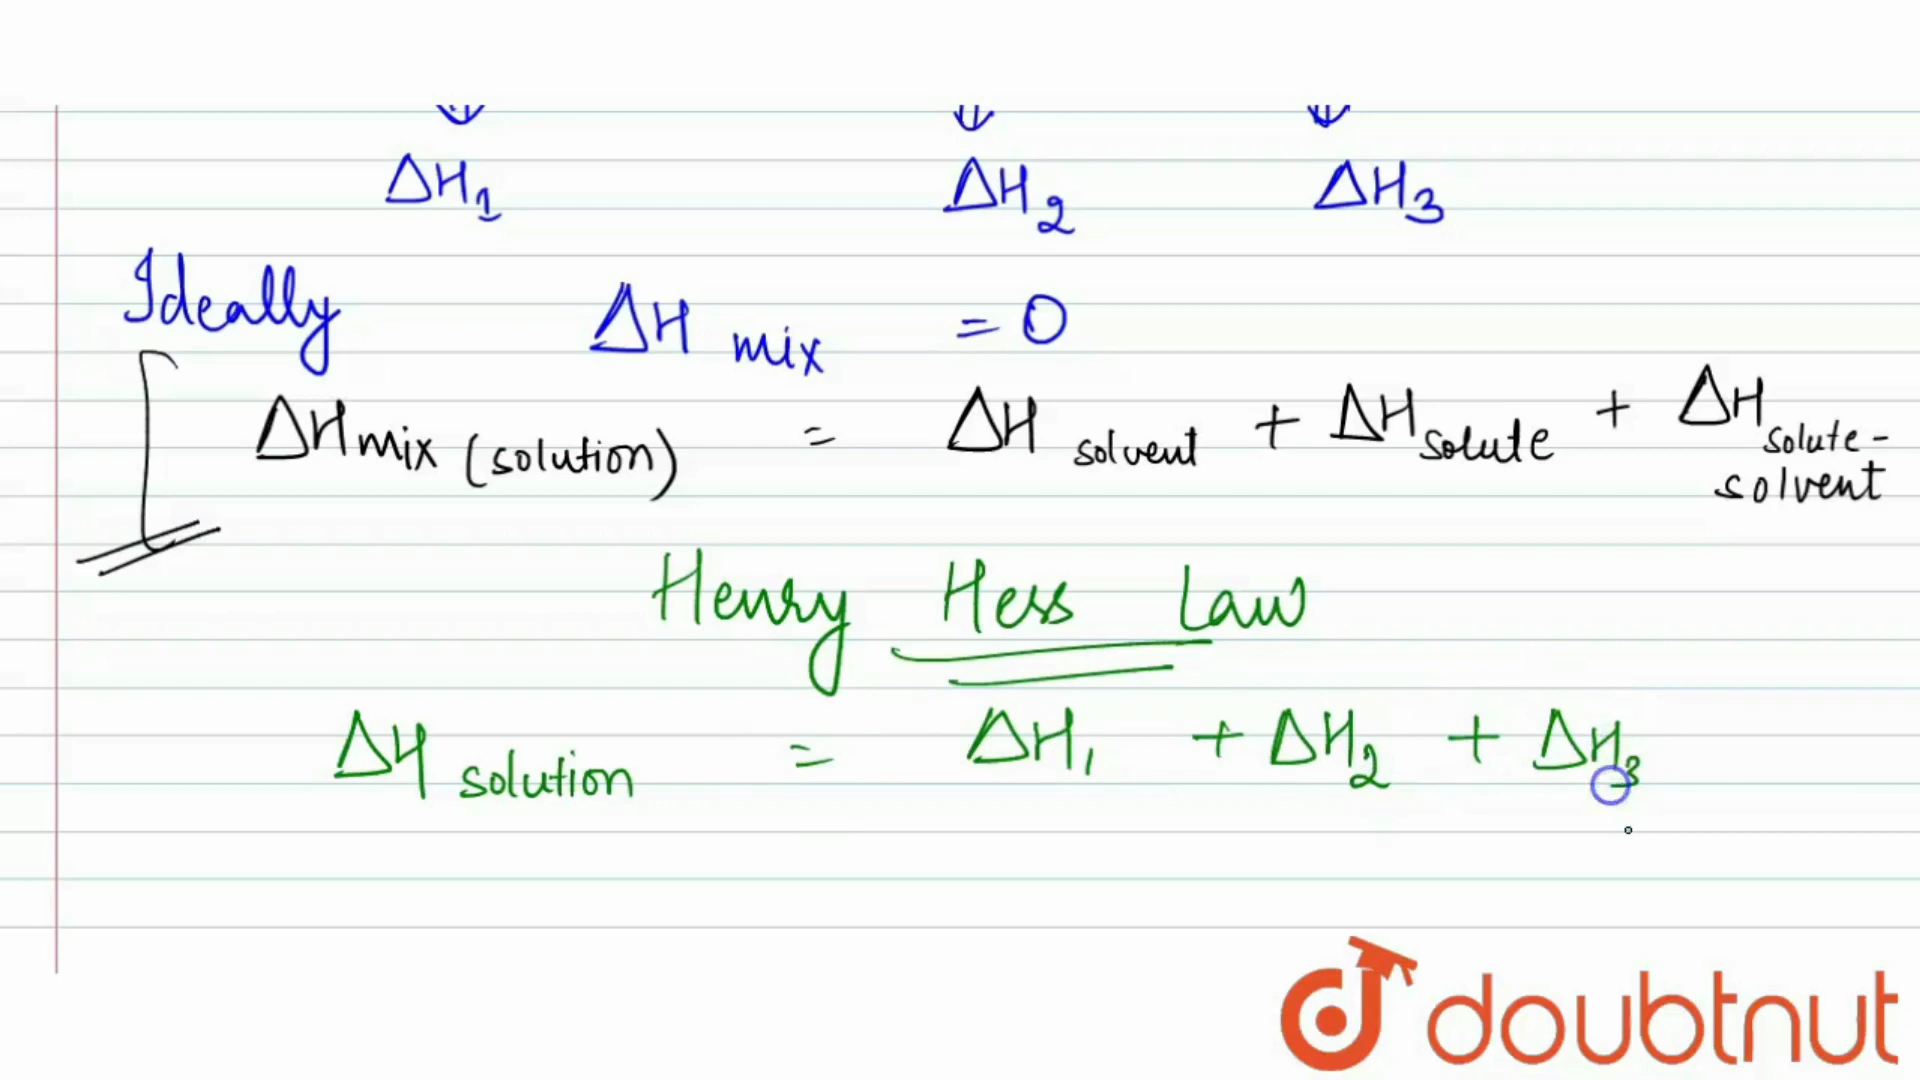 ΔH1 ΔH2 ΔH3
Ideally ΔH mix = 0
ΔHmix (solution) = ΔH solvent + ΔH solute + ΔH solute-
solvent
Henry Hess Law
ΔH solution = ΔH1 + ΔH2 + ΔH3
doubtnut